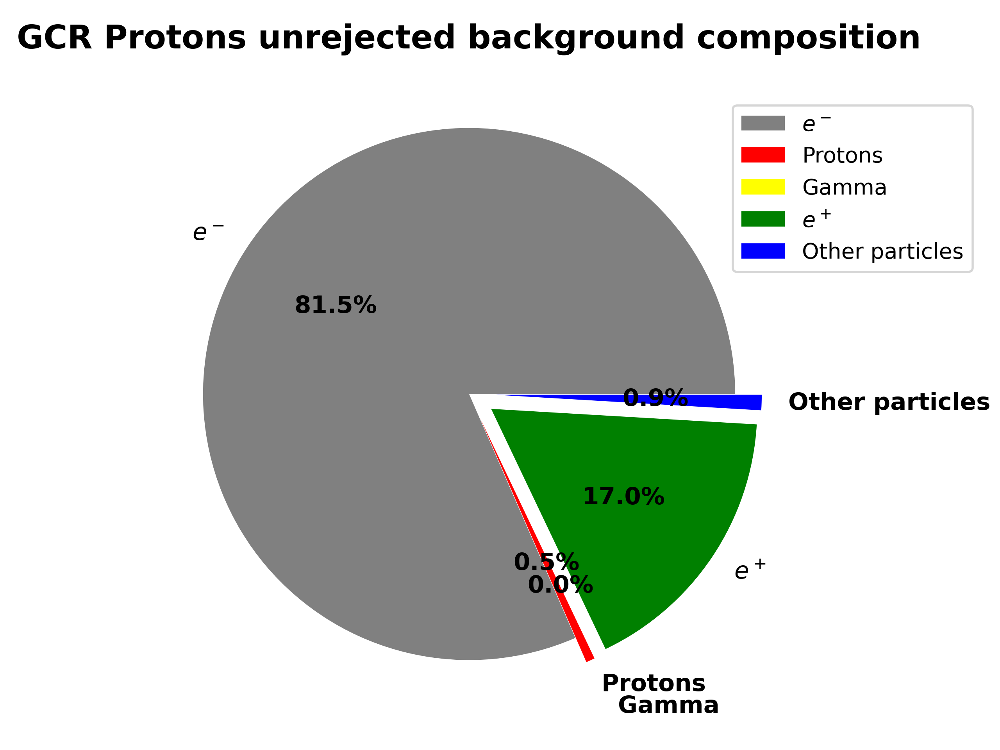 GCR Protons unrejected background composition
e⁻
Protons
Gamma
e⁺
Other particles
e⁻
81.5%
0.9%
Other particles
17.0%
0.5%
0.0%
e⁺
Protons
Gamma